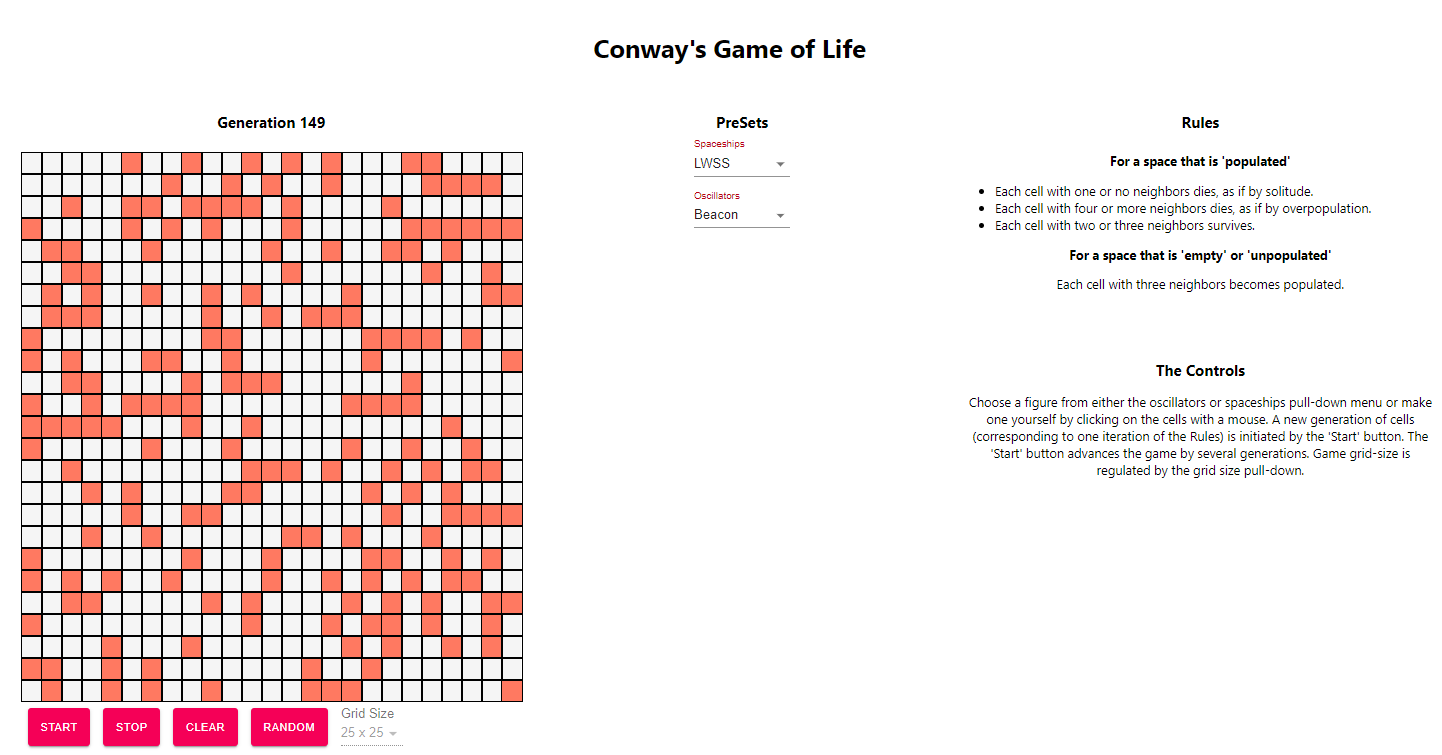 Conway's Game of Life
Generation 149
START
STOP
CLEAR
RANDOM
Grid Size
25 x 25
PreSets
Spaceships
LWSS
Oscillators
Beacon
Rules
For a space that is 'populated'
Each cell with one or no neighbors dies, as if by solitude.
Each cell with four or more neighbors dies, as if by overpopulation.
Each cell with two or three neighbors survives.
For a space that is 'empty' or 'unpopulated'
Each cell with three neighbors becomes populated.
The Controls
Choose a figure from either the oscillators or spaceships pull-down menu or make
one yourself by clicking on the cells with a mouse. A new generation of cells
(corresponding to one iteration of the Rules) is initiated by the 'Start' button. The
'Start' button advances the game by several generations. Game grid-size is
regulated by the grid size pull-down.